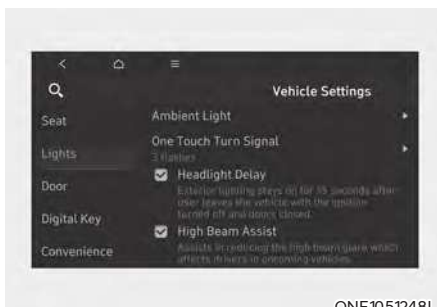 Vehicle Settings
Seat
Lights
Door
Digital Key
Convenience
Ambient Light
One Touch Turn Signal
3 flashes
Headlight Delay
Exterior lighting stays on for 15 seconds after
user leaves the vehicle with the ignition
turned off and doors closed.
High Beam Assist
Assists in reducing the high beam glare which
affects drivers in oncoming vehicles.
ONE1051248L